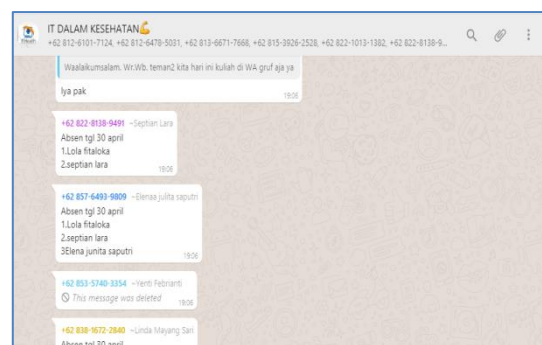 IT DALAM KESEHATAN💪
+62 812-6101-7124, +62 812-6478-5031, +62 813-6671-7668, +62 815-3926-2528, +62 822-1013-1382, +62 822-8138-9...
Waalaikumsalam. Wr.Wb. teman2 kita hari ini kuliah di WA gruf aja ya
Iya pak
19:06
+62 822-8138-9491 ~Septian Lara
Absen tgl 30 april
1.Lola fitaloka
2.septian lara
19:06
+62 857-6493-9809 ~Elenaa julita saputri
Absen tgl 30 april
1.Lola fitaloka
2.septian lara
3Elena junita saputri
19:06
+62 853-5740-3354 ~Yenti Febrianti
This message was deleted
19:06
+62 838-1672-2840 ~Linda Mayang Sari
Absen tgl 30 april